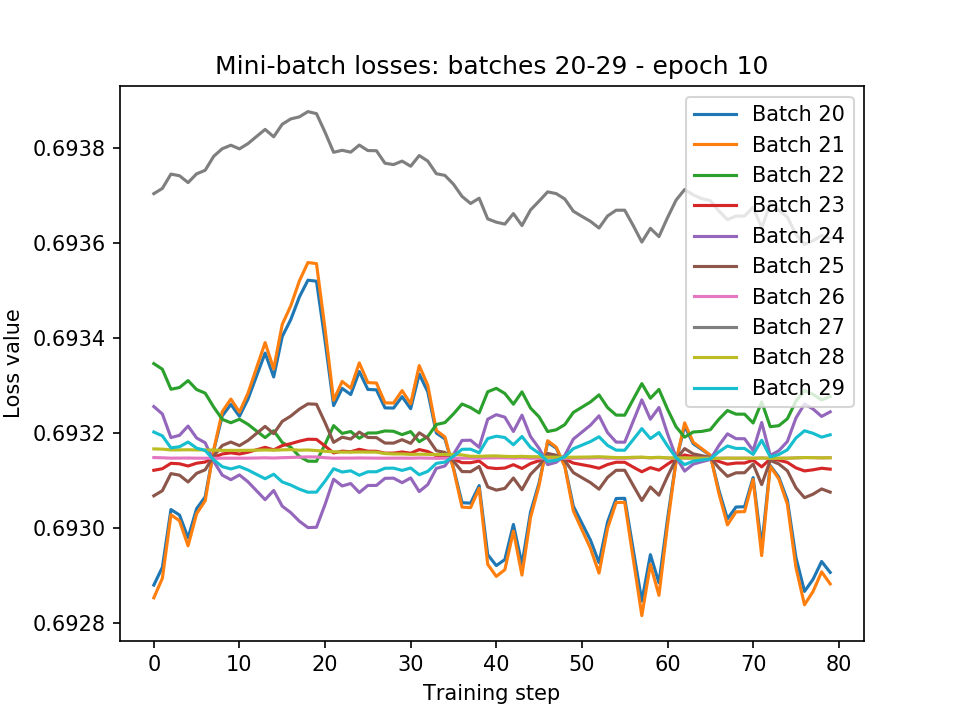 Mini-batch losses: batches 20-29 - epoch 10
Loss value
0.6938
0.6936
0.6934
0.6932
0.6930
0.6928
Batch 20
Batch 21
Batch 22
Batch 23
Batch 24
Batch 25
Batch 26
Batch 27
Batch 28
Batch 29
0 10 20 30 40 50 60 70 80
Training step